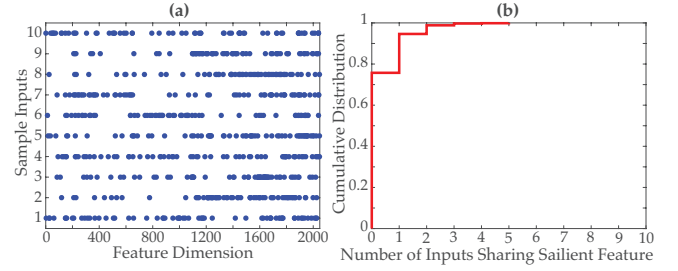 (a)
10
9
8
7
6
5
4
3
2
1
Sample Inputs
0 400 800 1200 1600 2000
Feature Dimension
(b)
1
0.8
0.6
0.4
0.2
0
Cumulative Distribution
0 1 2 3 4 5 6 7 8 9 10
Number of Inputs Sharing Sailient Feature